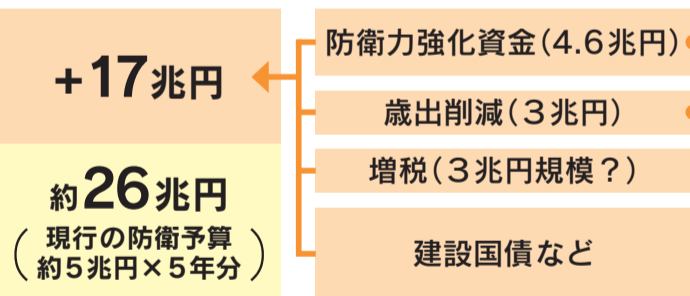 +17兆円
約26兆円
(現行の防衛予算
約5兆円×5年分)
防衛力強化資金(4.6兆円)
歳出削減(3兆円)
増税(3兆円規模?)
建設国債など